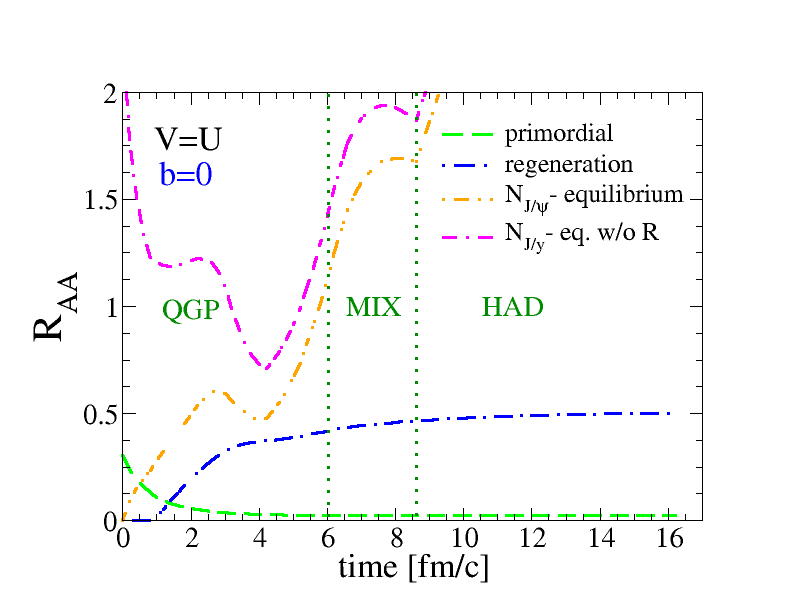 2
1.5
1
0.5
0
R_AA
V=U
b=0
primordial
regeneration
N_J/ψ- equilibrium
N_J/y- eq. w/o R
QGP
MIX
HAD
0 2 4 6 8 10 12 14 16
time [fm/c]